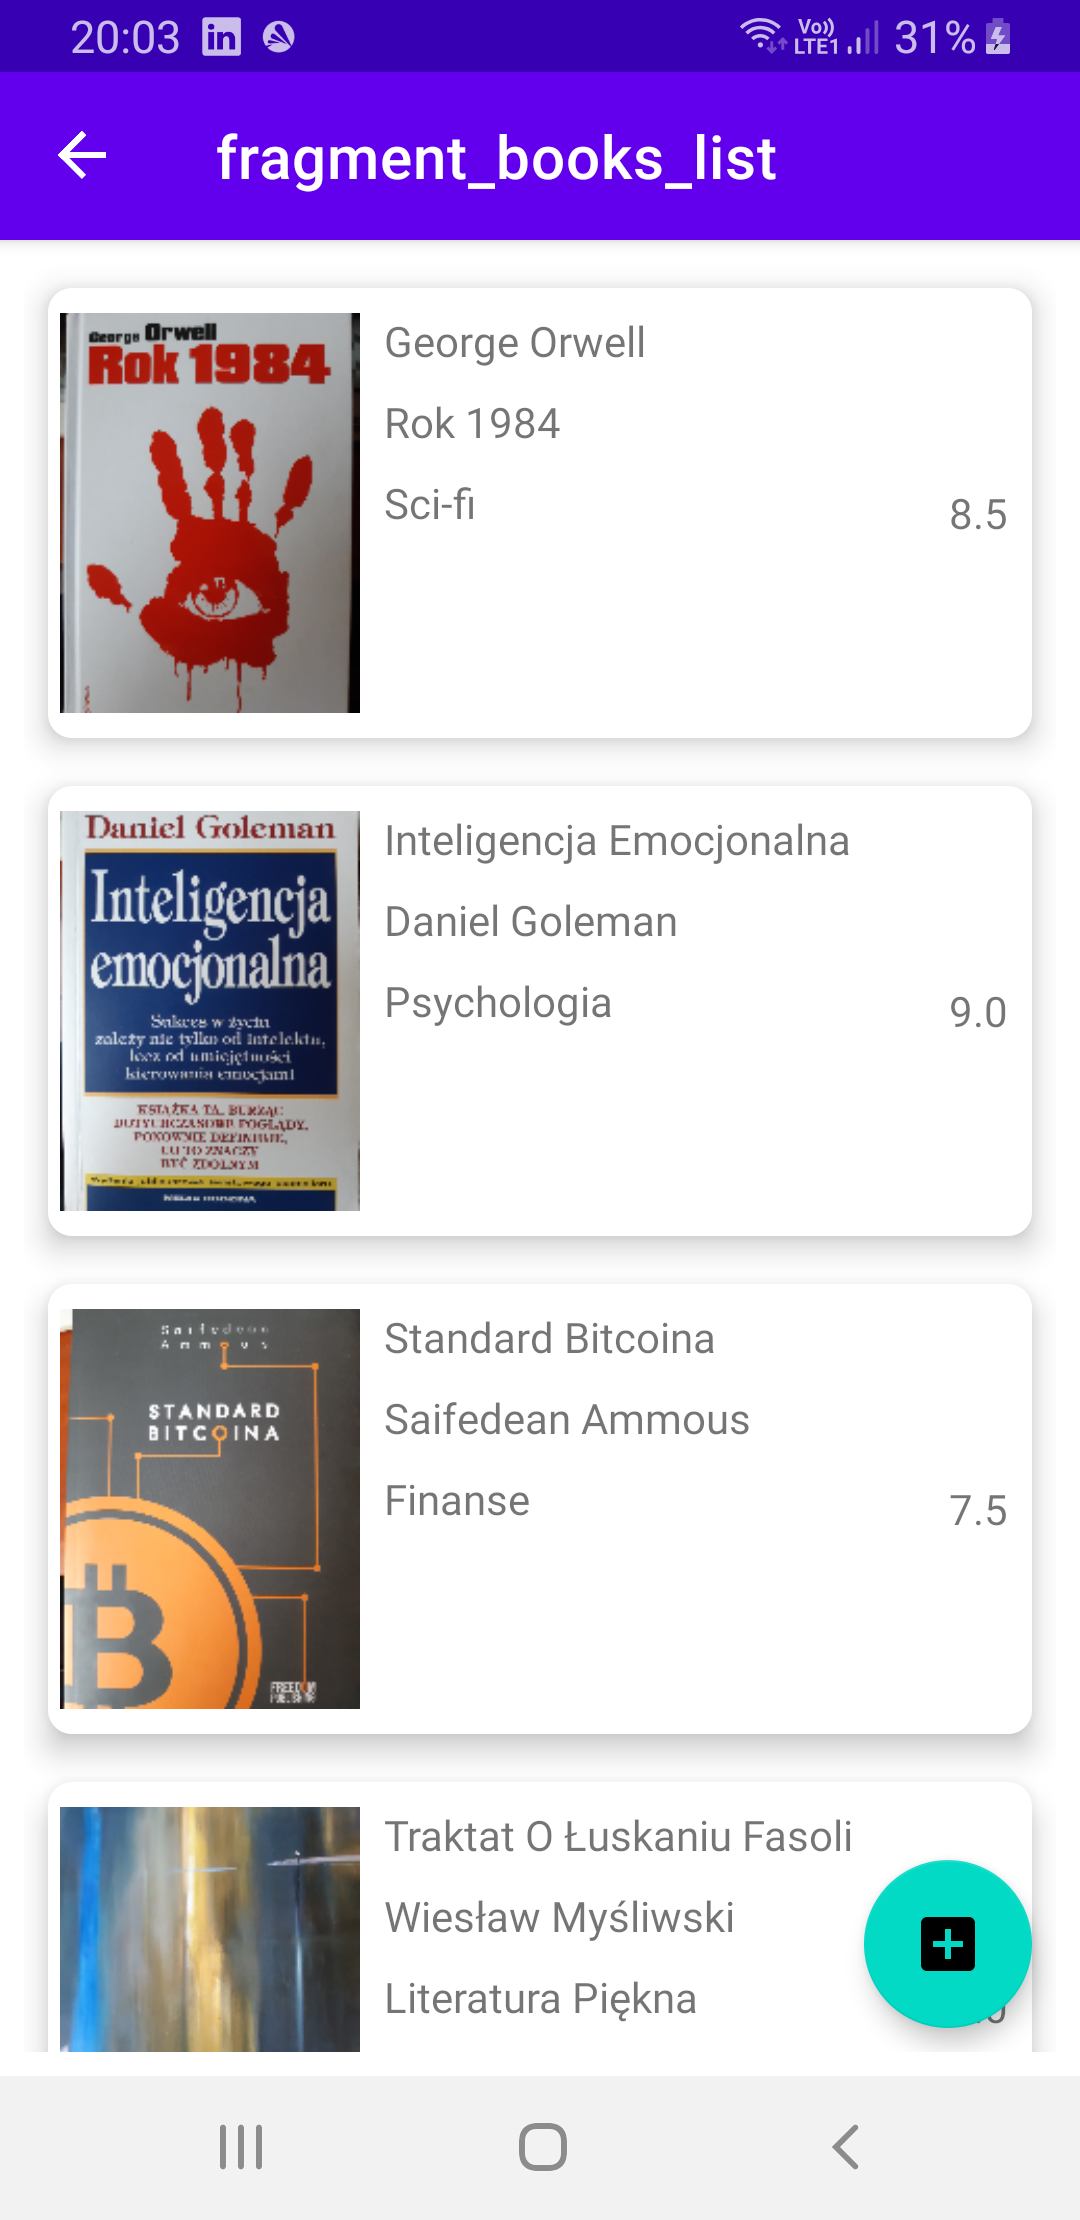 20:03
Vo))
LTE1
31%
fragment_books_list
George Orwell
Rok 1984
George Orwell
Rok 1984
Sci-fi
8.5
Daniel Goleman
Inteligencja
emocjonalna
Sukces w życiu
zależy nie tylko od intelektu,
lecz od umiejętności
kierowania emocjami
KSIĄŻKA TA, BURZĄC
DOTYCHCZASOWE POGLĄDY,
PONOWNIE DEFINIUJE,
CO TO ZNACZY
BYĆ ZDOLNYM
Inteligencja Emocjonalna
Daniel Goleman
Psychologia
9.0
Saifedean
Ammous
STANDARD
BITCOINA
FREEDOM
PUBLISHING
Standard Bitcoina
Saifedean Ammous
Finanse
7.5
Traktat O Łuskaniu Fasoli
Wiesław Myśliwski
Literatura Piękna